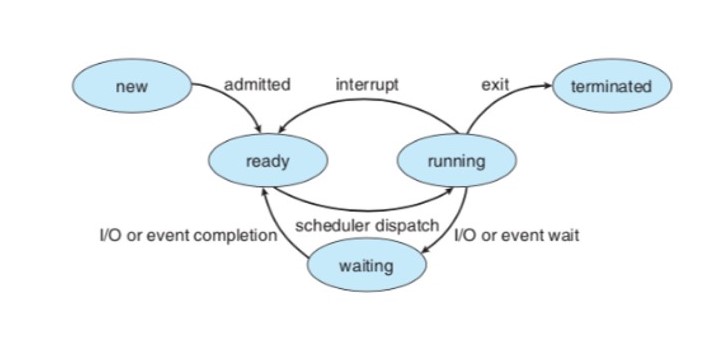 new
admitted
interrupt
exit
terminated
ready
running
scheduler dispatch
I/O or event completion
I/O or event wait
waiting